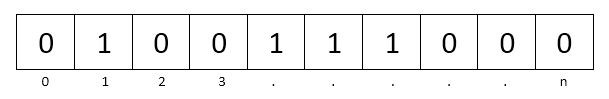 0 1 0 0 1 1 1 0 0 0
0 1 2 3 . . . . . n